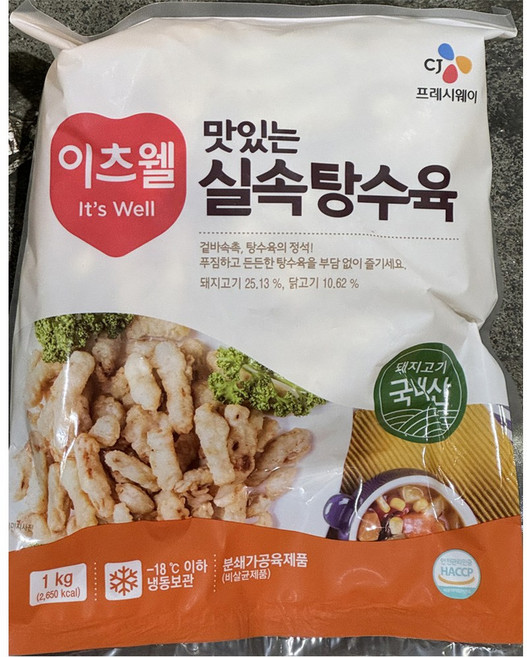 CJ
프레시웨이
이츠웰
It's Well
맛있는
실속탕수육
겉바속촉, 탕수육의 정석!
푸짐하고 든든한 탕수육을 부담 없이 즐기세요.
돼지고기 25.13 %, 닭고기 10.62 %
돼지고기
국내산
1 kg
(2,650 kcal)
-18 ℃ 이하
냉동보관
분쇄가공육제품
(비살균제품)
HACCP